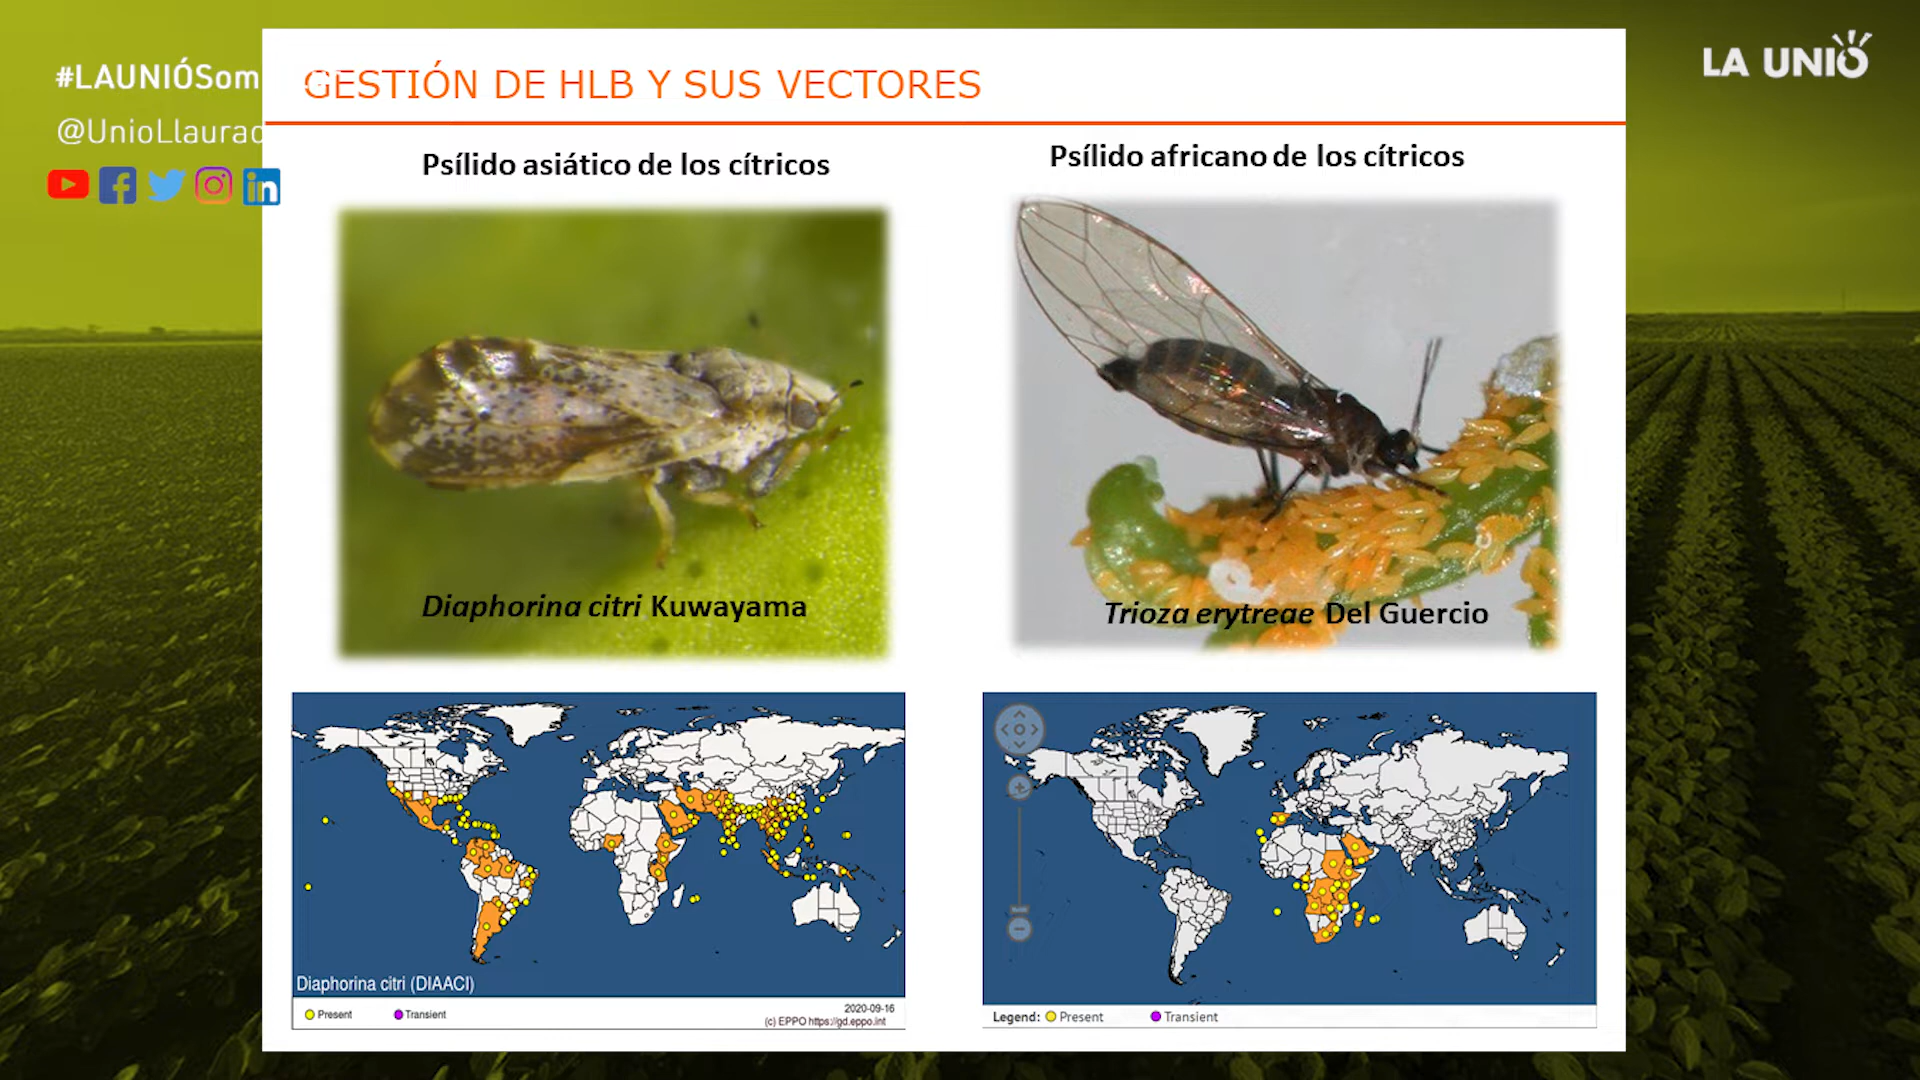 #LAUNIÓSom
@UnioLlaurad
LA UNIÓ
GESTIÓN DE HLB Y SUS VECTORES
Psílido asiático de los cítricos
Diaphorina citri Kuwayama
Diaphorina citri (DIAACI)
Present
Transient
2020-09-16
(c) EPPO https://gd.eppo.int
Psílido africano de los cítricos
Trioza erytreae Del Guercio
Legend: Present Transient